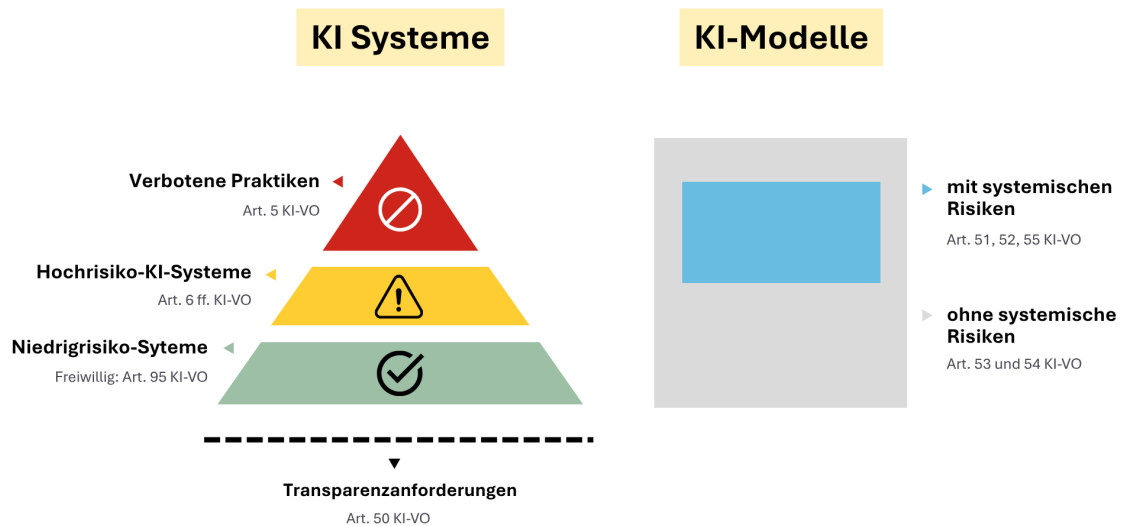 KI Systeme
Verbotene Praktiken
Art. 5 KI-VO
Hochrisiko-KI-Systeme
Art. 6 ff. KI-VO
Niedrigrisiko-Syteme
Freiwillig: Art. 95 KI-VO
Transparenzanforderungen
Art. 50 KI-VO
KI-Modelle
mit systemischen
Risiken
Art. 51, 52, 55 KI-VO
ohne systemische
Risiken
Art. 53 und 54 KI-VO